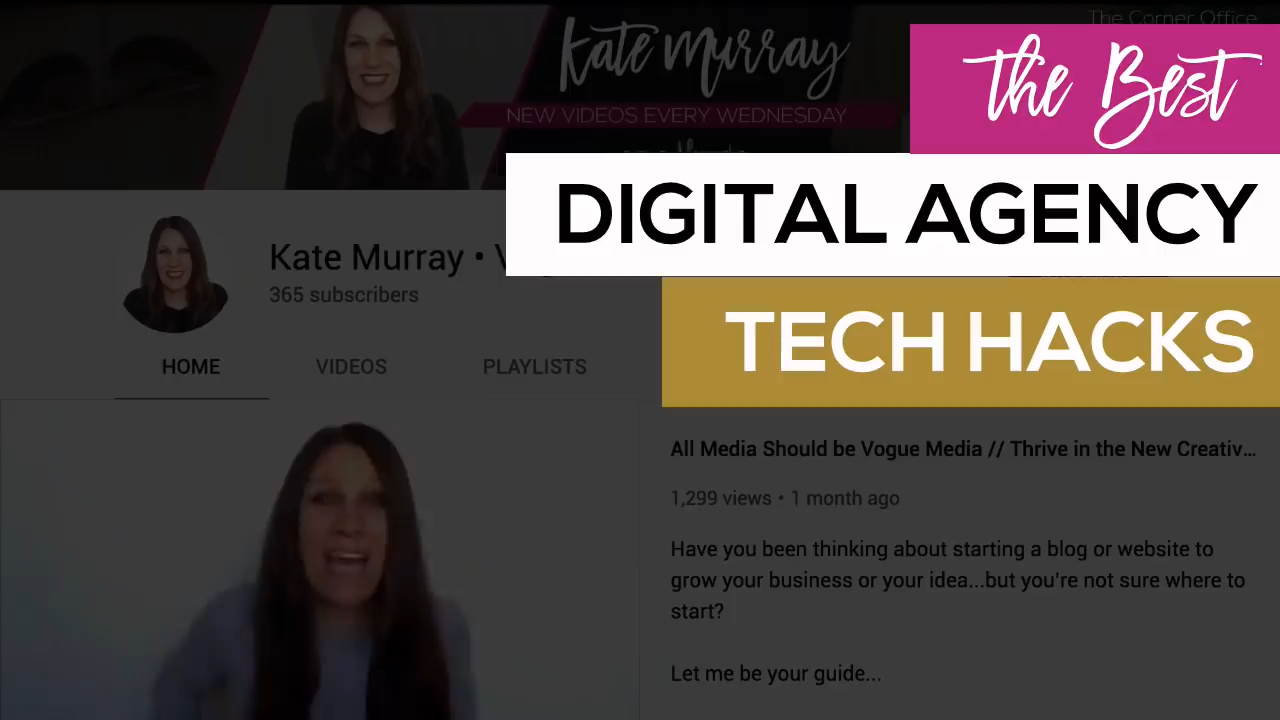 The Corner Office
the Best
Kate Murray
NEW VIDEOS EVERY WEDNESDAY
DIGITAL AGENCY
TECH HACKS
Kate Murray •
365 subscribers
HOME VIDEOS PLAYLISTS
All Media Should be Vogue Media // Thrive in the New Creativ...
1,299 views • 1 month ago
Have you been thinking about starting a blog or website to
grow your business or your idea...but you're not sure where to
start?
Let me be your guide...